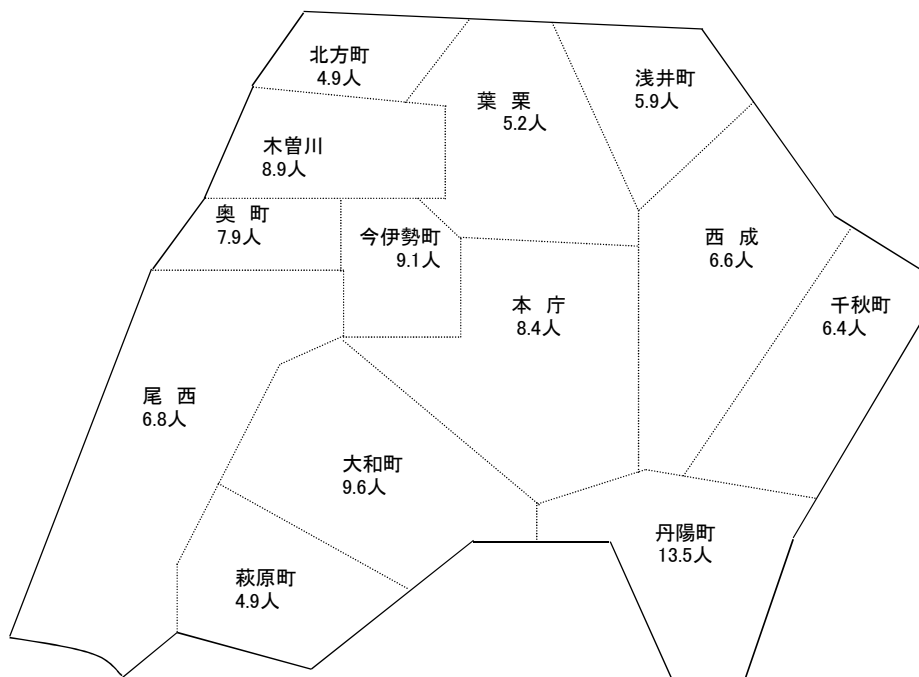 北方町
4.9人
葉 栗
5.2人
浅井町
5.9人
木曽川
8.9人
奥 町
7.9人
今伊勢町
9.1人
西 成
6.6人
本 庁
8.4人
千秋町
6.4人
尾 西
6.8人
大和町
9.6人
丹陽町
13.5人
萩原町
4.9人